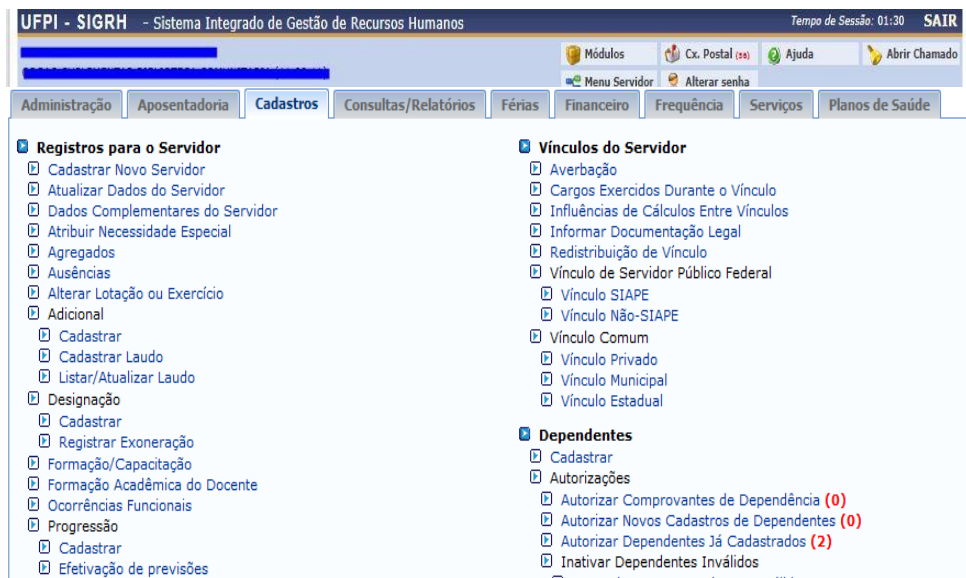 UFPI - SIGRH - Sistema Integrado de Gestão de Recursos Humanos
Tempo de Sessão: 01:30 SAIR
Módulos
Cx. Postal (58)
Ajuda
Abrir Chamado
Menu Servidor
Alterar senha
Administração
Aposentadoria
Cadastros
Consultas/Relatórios
Férias
Financeiro
Frequência
Serviços
Planos de Saúde
Registros para o Servidor
Cadastrar Novo Servidor
Atualizar Dados do Servidor
Dados Complementares do Servidor
Atribuir Necessidade Especial
Agregados
Ausências
Alterar Lotação ou Exercício
Adicional
Cadastrar
Cadastrar Laudo
Listar/Atualizar Laudo
Designação
Cadastrar
Registrar Exoneração
Formação/Capacitação
Formação Acadêmica do Docente
Ocorrências Funcionais
Progressão
Cadastrar
Efetivação de previsões
Vínculos do Servidor
Averbação
Cargos Exercidos Durante o Vínculo
Influências de Cálculos Entre Vínculos
Informar Documentação Legal
Redistribuição de Vínculo
Vínculo de Servidor Público Federal
Vínculo SIAPE
Vínculo Não-SIAPE
Vínculo Comum
Vínculo Privado
Vínculo Municipal
Vínculo Estadual
Dependentes
Cadastrar
Autorizações
Autorizar Comprovantes de Dependência (0)
Autorizar Novos Cadastros de Dependentes (0)
Autorizar Dependentes Já Cadastrados (2)
Inativar Dependentes Inválidos